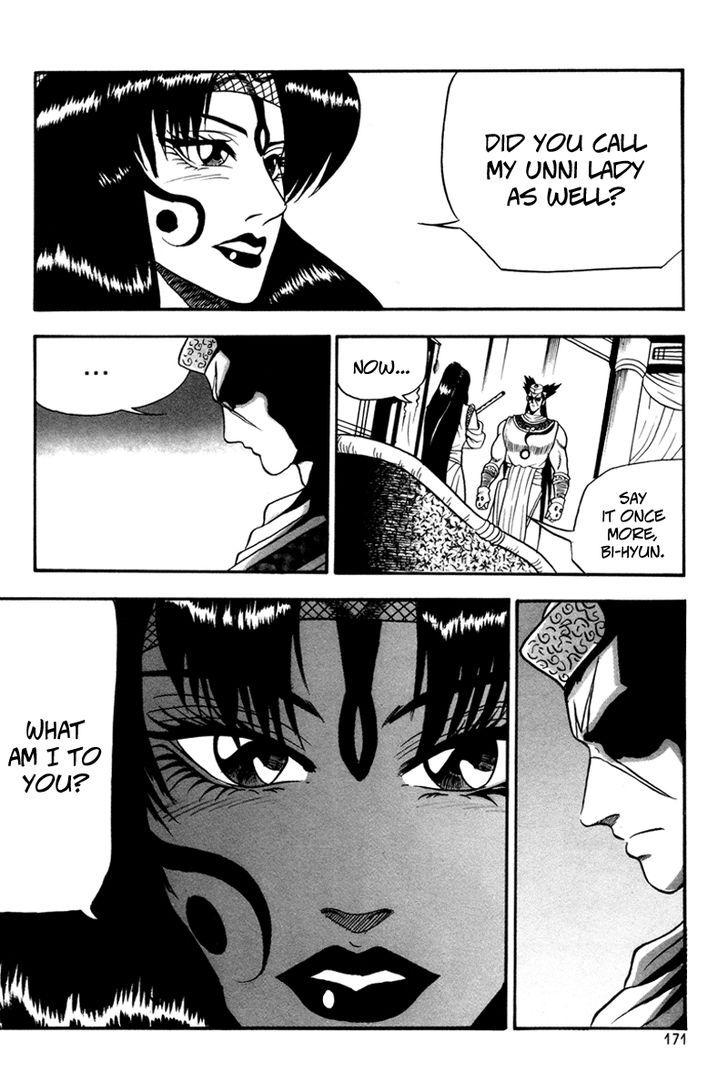 DID YOU CALL
MY UNNI LADY
AS WELL?
...
NOW...
SAY
IT ONCE
MORE,
BI-HYUN.
WHAT
AM I TO
YOU?
171